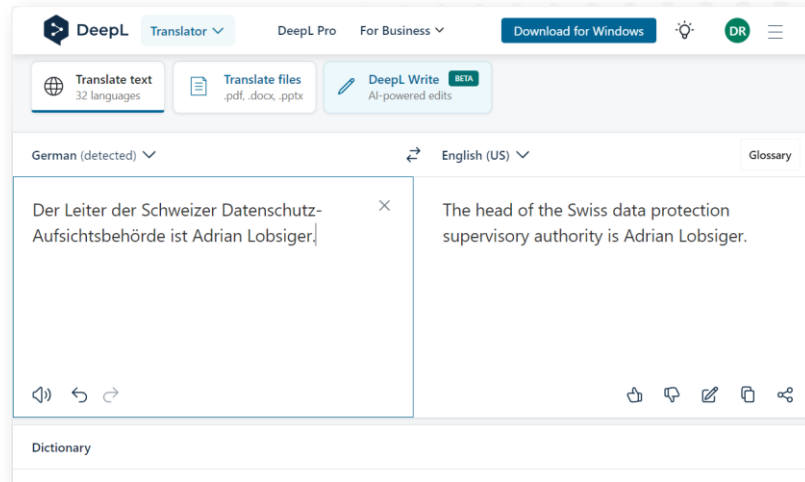 DeepL Translator DeepL Pro For Business Download for Windows DR
Translate text
32 languages
Translate files
.pdf, .docx, .pptx
DeepL Write BETA
AI-powered edits
German (detected) English (US) Glossary
Der Leiter der Schweizer Datenschutz-
Aufsichtsbehörde ist Adrian Lobsiger.
The head of the Swiss data protection
supervisory authority is Adrian Lobsiger.
Dictionary